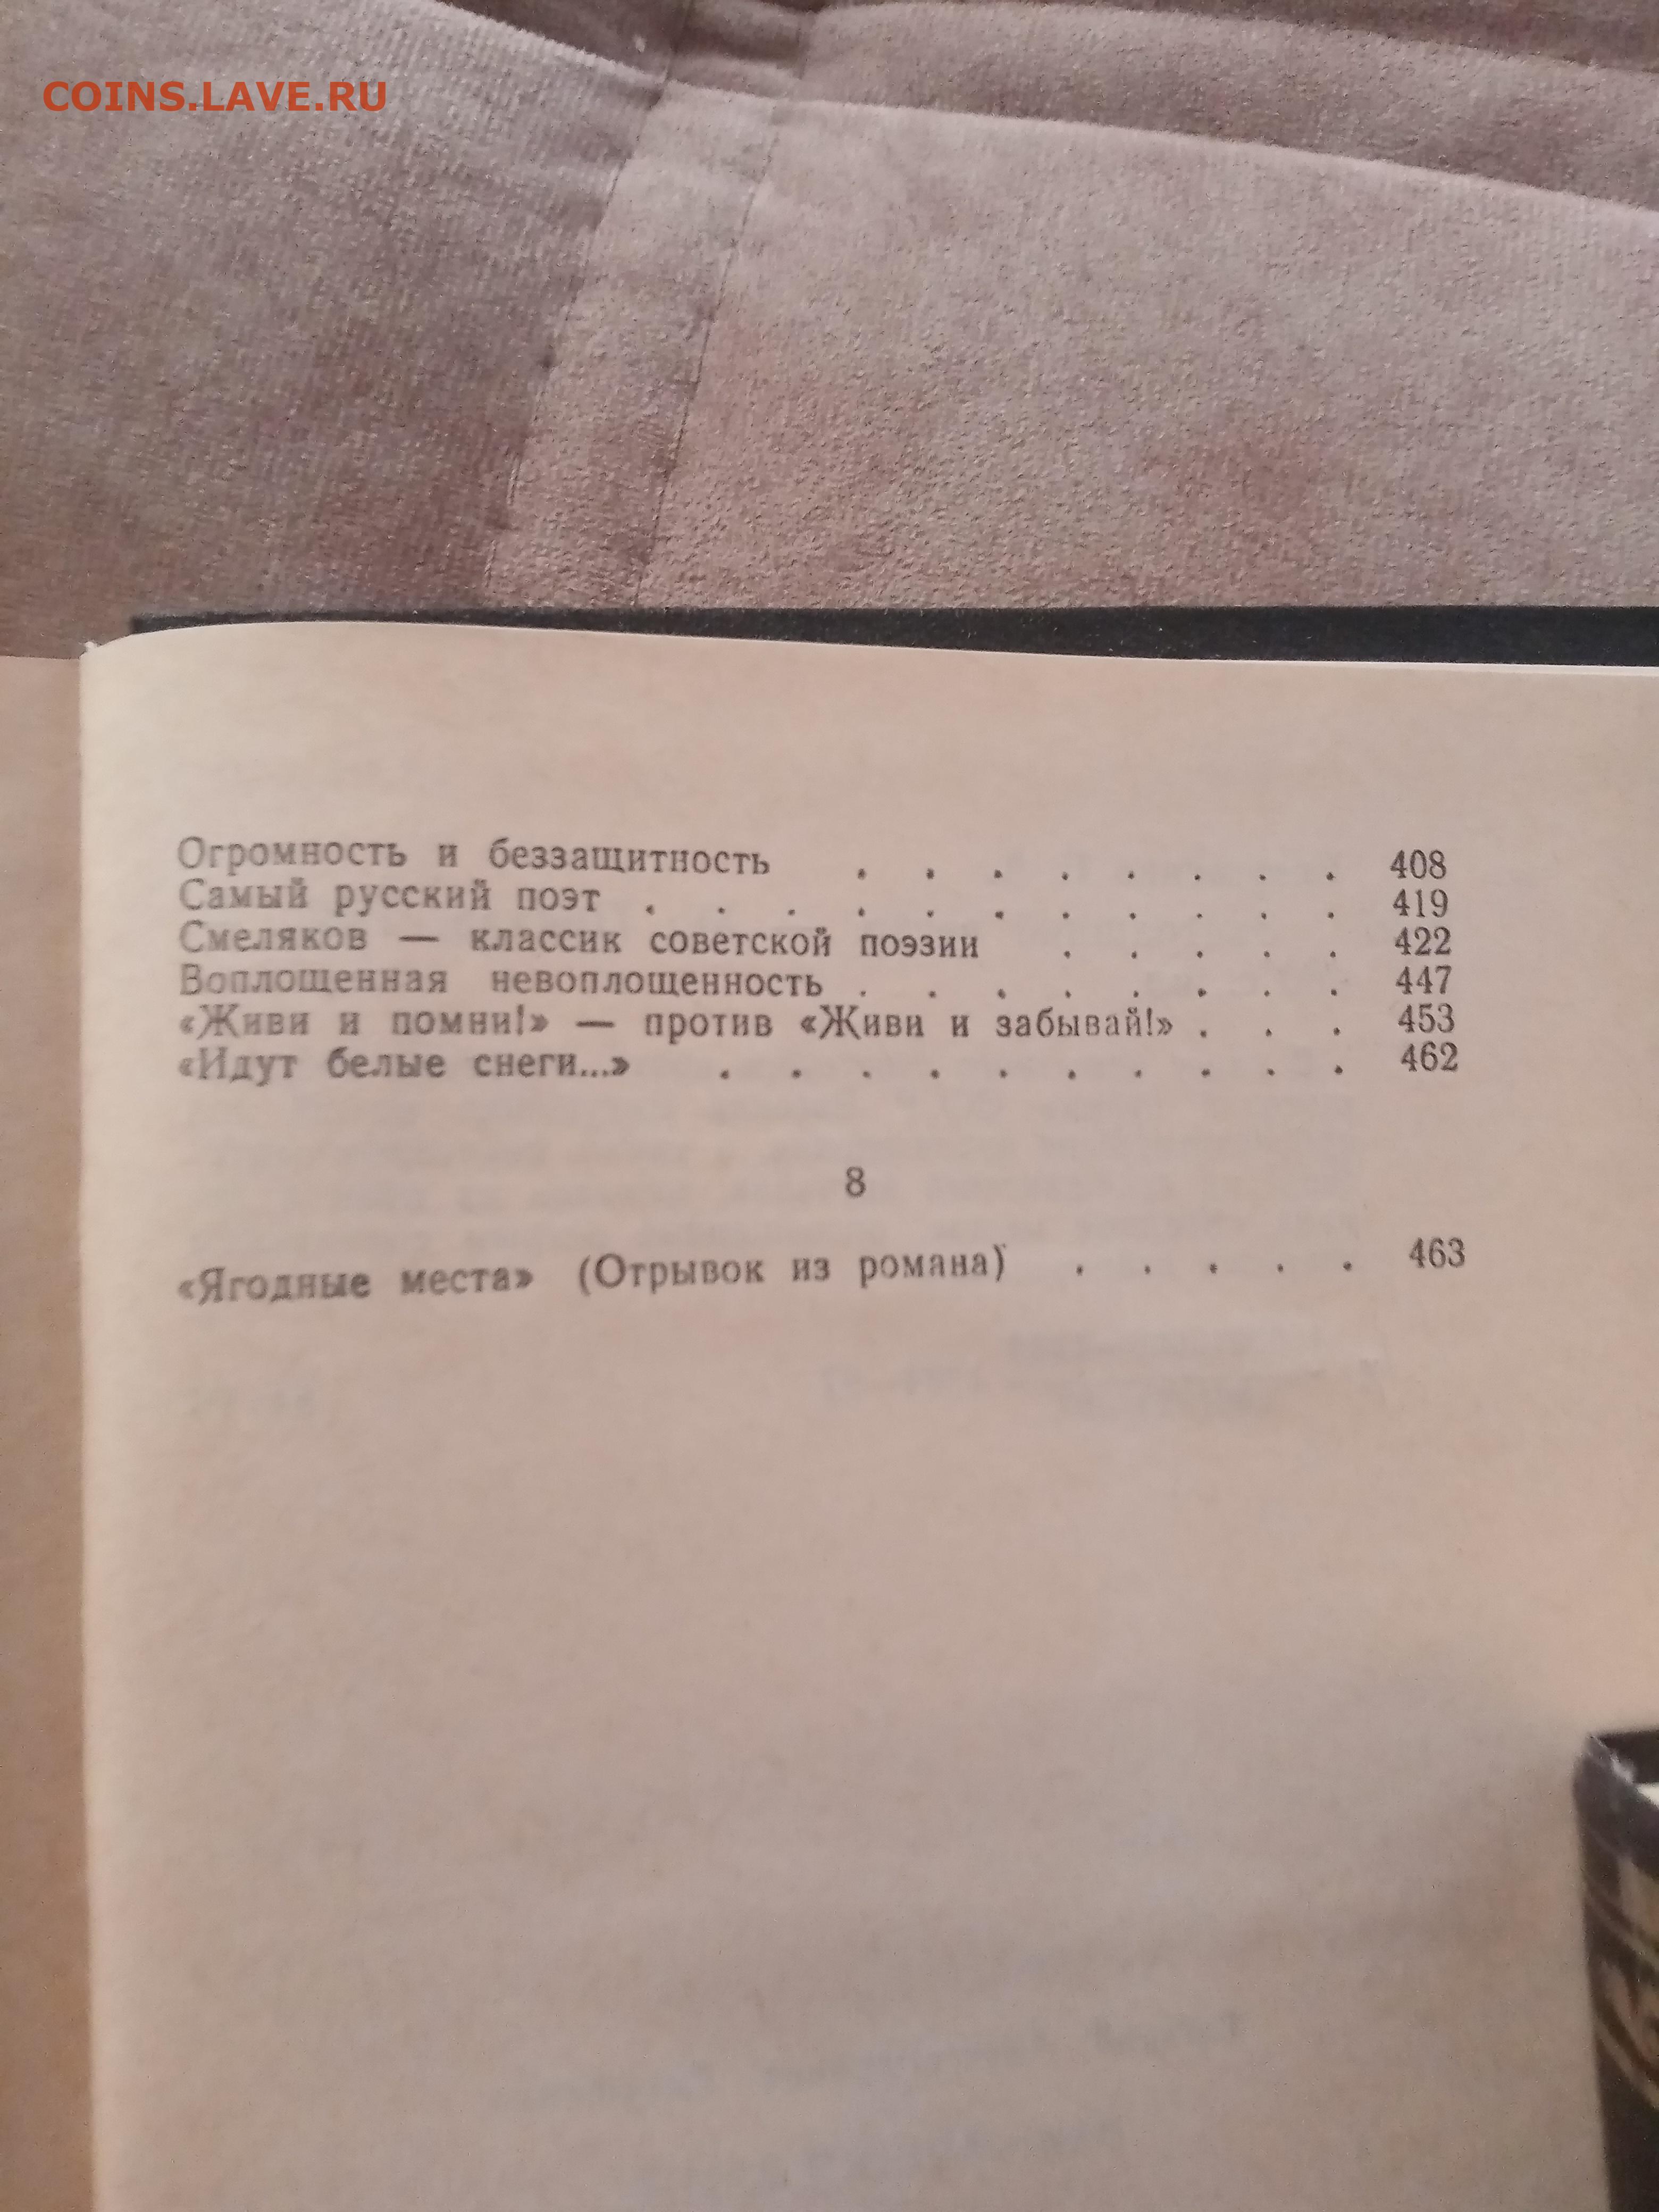 COINS.LAVE.RU
Огромность и беззащитность . . . . . . . . 408
Самый русский поэт . . . . . . . . . . . 419
Смеляков — классик советской поэзии . . . . . 422
Воплощенная невоплощенность . . . . . . . . 447
«Живи и помни!» — против «Живи и забывай!» . . . 453
«Идут белые снеги...» . . . . . . . . . . 462
8
«Ягодные места» (Отрывок из романа) . . . . . 463